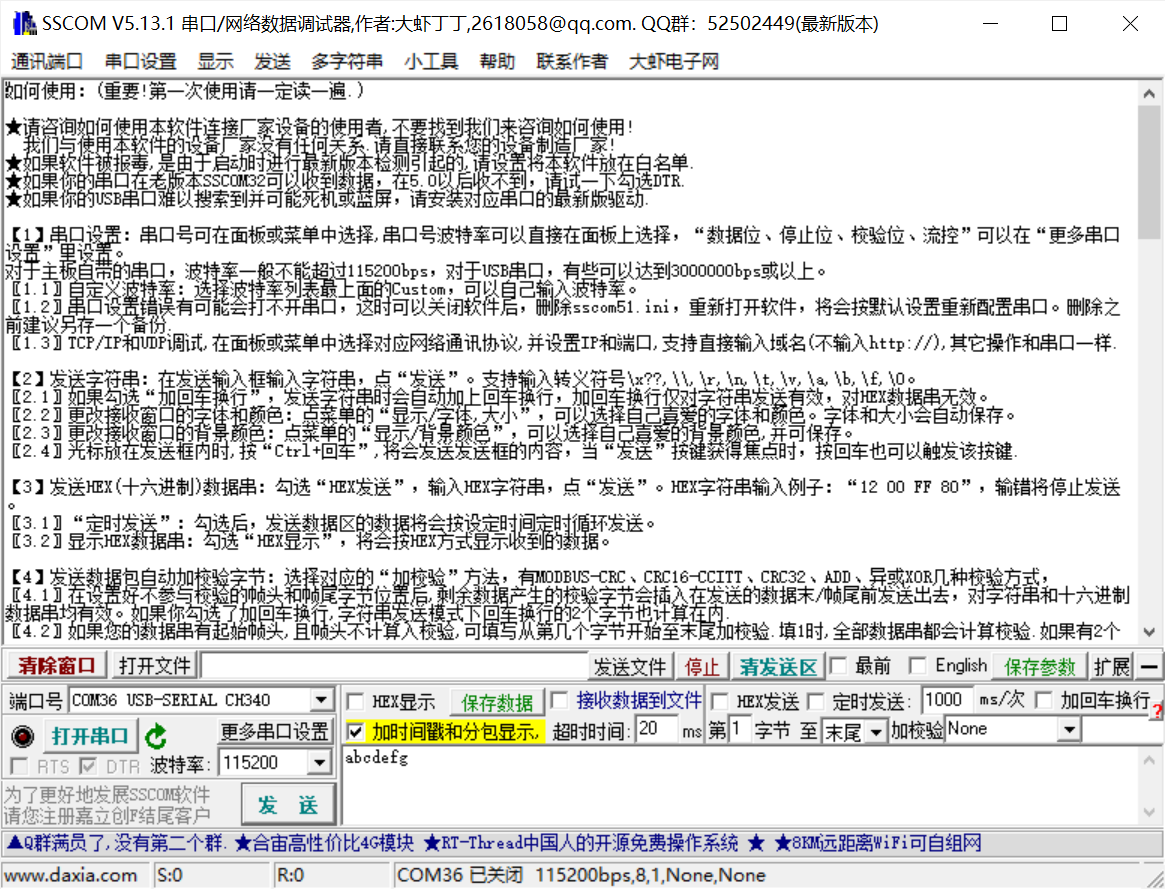 SSCOM V5.13.1 串口/网络数据调试器,作者:大虾丁丁,2618058@qq.com. QQ群：52502449(最新版本)
通讯端口 串口设置 显示 发送 多字符串 小工具 帮助 联系作者 大虾电子网
如何使用：(重要!第一次使用请一定读一遍.)
★请咨询如何使用本软件连接厂家设备的使用者,不要找到我们来咨询如何使用!
我们与使用本软件的设备厂家没有任何关系.请直接联系您的设备制造厂家!
★如果软件被报毒,是由于启动时进行最新版本检测引起的,请设置将本软件放在白名单.
★如果你的串口在老版本SSCOM32可以收到数据，在5.0以后收不到，请试一下勾选DTR.
★如果你的USB串口难以搜索到并可能死机或蓝屏，请安装对应串口的最新版驱动.
【1】串口设置：串口号可在面板或菜单中选择,串口号波特率可以直接在面板上选择，“数据位、停止位、校验位、流控”可以在“更多串口
设置”里设置。
对于主板自带的串口，波特率一般不能超过115200bps，对于USB串口，有些可以达到3000000bps或以上。
〖1.1〗自定义波特率：选择波特率列表最上面的Custom，可以自己输入波特率。
〖1.2〗串口设置错误有可能会打不开串口，这时可以关闭软件后，删除sscom51.ini，重新打开软件，将会按默认设置重新配置串口。删除之
前建议另存一个备份.
〖1.3〗TCP/IP和UDP调试,在面板或菜单中选择对应网络通讯协议,并设置IP和端口,支持直接输入域名(不输入http://),其它操作和串口一样.
【2】发送字符串：在发送输入框输入字符串，点“发送”。支持输入转义符号\x??,\\,\r,\n,\t,\v,\a,\b,\f,\0。
〖2.1〗如果勾选“加回车换行”，发送字符串时会自动加上回车换行，加回车换行仅对字符串发送有效，对HEX数据串无效。
〖2.2〗更改接收窗口的字体和颜色：点菜单的“显示/字体,大小”，可以选择自己喜爱的字体和颜色。字体和大小会自动保存。
〖2.3〗更改接收窗口的背景颜色：点菜单的“显示/背景颜色”，可以选择自己喜爱的背景颜色,并可保存。
〖2.4〗光标放在发送框内时,按“Ctrl+回车”,将会发送发送框的内容，当“发送”按键获得焦点时，按回车也可以触发该按键.
【3】发送HEX(十六进制)数据串：勾选“HEX发送”，输入HEX字符串，点“发送”。HEX字符串输入例子：“12 00 FF 80”，输错将停止发送
。
〖3.1〗“定时发送”：勾选后，发送数据区的数据将会按设定时间定时循环发送。
〖3.2〗显示HEX数据串：勾选“HEX显示”，将会按HEX方式显示收到的数据。
【4】发送数据包自动加校验字节：选择对应的“加校验”方法，有MODBUS-CRC、CRC16-CCITT、CRC32、ADD、异或XOR几种校验方式，
〖4.1〗在设置好不参与校验的帧头和帧尾字节位置后,剩余数据产生的校验字节会插入在发送的数据末/帧尾前发送出去，对字符串和十六进制
数据串均有效。如果你勾选了加回车换行,字符串发送模式下回车换行的2个字节也计算在内.
〖4.2〗如果您的数据串有起始帧头,且帧头不计算入校验,可填写从第几个字节开始至末尾加校验.填1时,全部数据串都会计算校验.如果有2个
清除窗口 打开文件 发送文件 停止 清发送区 最前 English 保存参数 扩展 —
端口号 COM36 USB-SERIAL CH340 HEX显示 保存数据 接收数据到文件 HEX发送 定时发送： 1000 ms/次 加回车换行 ?
打开串口 更多串口设置 加时间戳和分包显示, 超时时间: 20 ms 第 1 字节 至 末尾 加校验 None
RTS DTR 波特率： 115200 abcdefg
为了更好地发展SSCOM软件
请您注册嘉立创F结尾客户
发 送
▲Q群满员了,没有第二个群. ★合宙高性价比4G模块 ★RT-Thread中国人的开源免费操作系统 ★ ★8KM远距离WiFi可自组网
www.daxia.com S:0 R:0 COM36 已关闭 115200bps,8,1,None,None